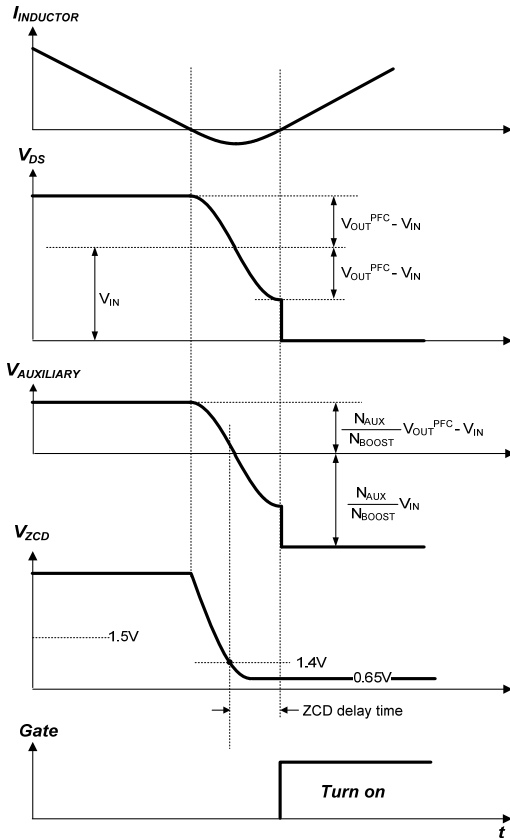 I_INDUCTOR
V_DS
V_OUT^PFC - V_IN
V_OUT^PFC - V_IN
V_IN
V_AUXILIARY
N_AUX
N_BOOST
V_OUT^PFC - V_IN
N_AUX
N_BOOST
V_IN
V_ZCD
1.5V
1.4V
0.65V
ZCD delay time
Gate
Turn on
t